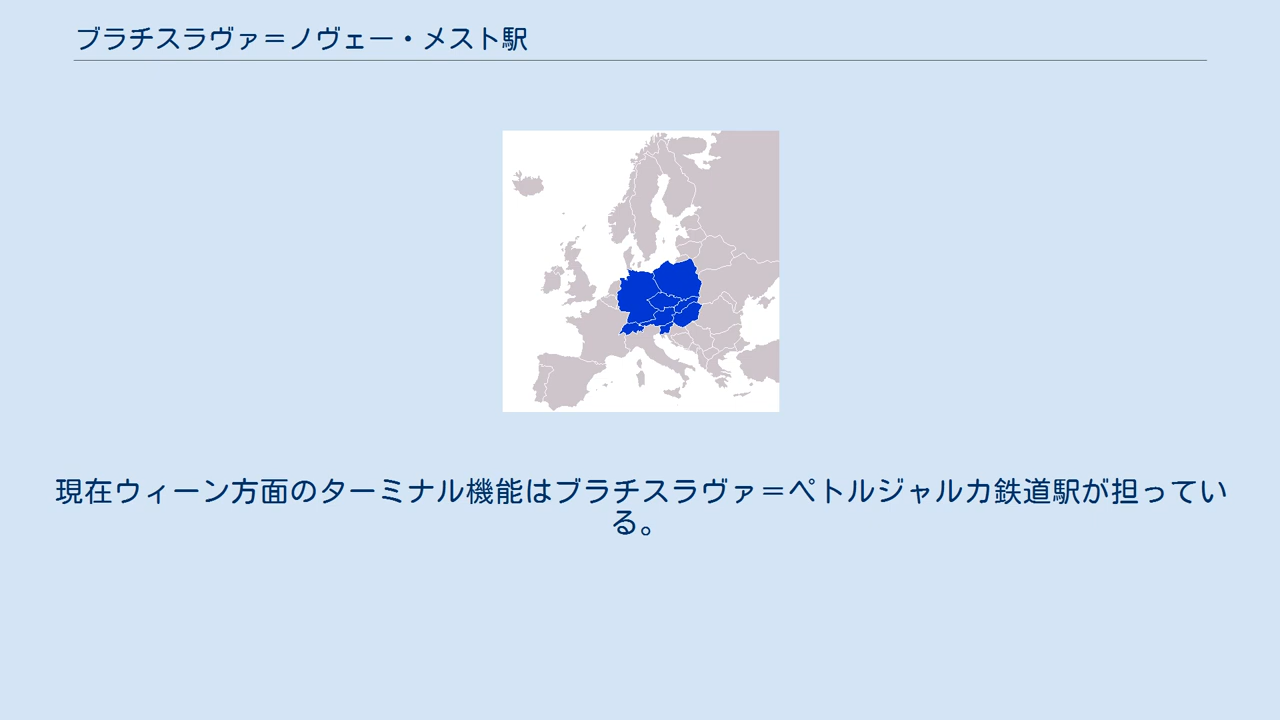 ブラチスラヴァ＝ノヴェー・メスト駅
現在ウィーン方面のターミナル機能はブラチスラヴァ＝ペトルジャルカ鉄道駅が担ってい
る。